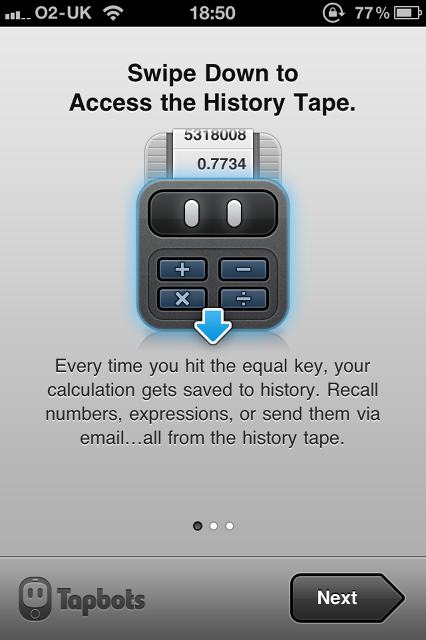 O2-UK 18:50 77%
Swipe Down to
Access the History Tape.
5318008
0.7734
+ −
× ÷
Every time you hit the equal key, your
calculation gets saved to history. Recall
numbers, expressions, or send them via
email…all from the history tape.
Tapbots Next